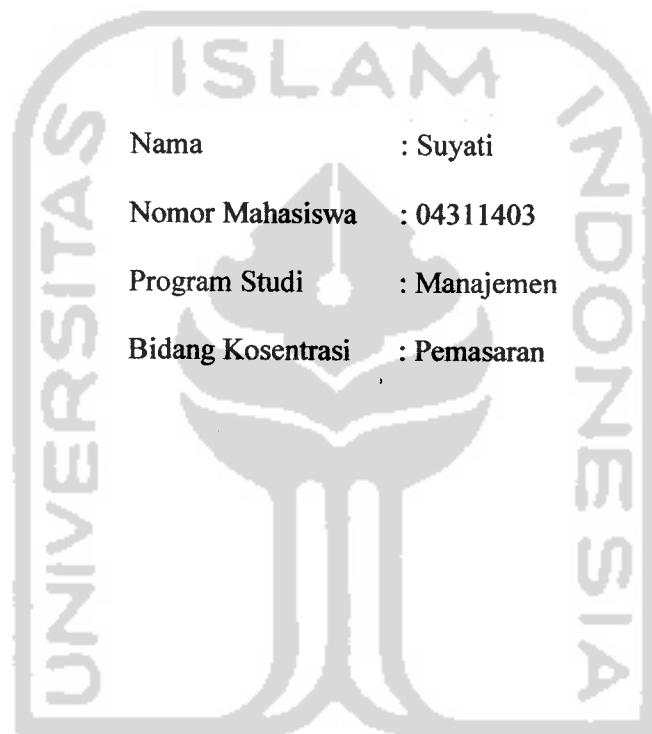 UNIVERSITAS ISLAM INDONESIA
Nama : Suyati
Nomor Mahasiswa : 04311403
Program Studi : Manajemen
Bidang Kosentrasi : Pemasaran